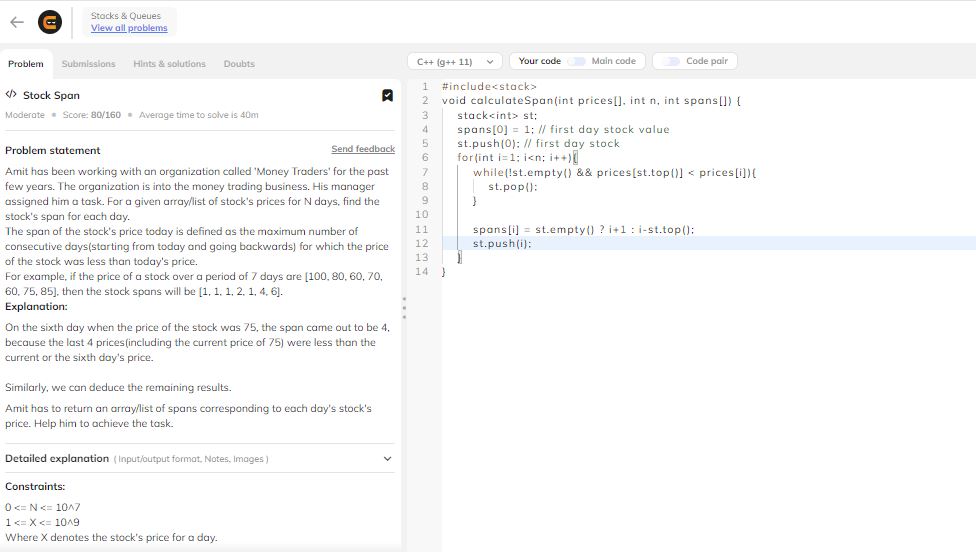 Stacks & Queues
View all problems
Problem
Submissions
Hints & solutions
Doubts
Stock Span
Moderate • Score: 80/160 • Average time to solve is 40m
Problem statement
Send feedback
Amit has been working with an organization called 'Money Traders' for the past
few years. The organization is into the money trading business. His manager
assigned him a task. For a given array/list of stock's prices for N days, find the
stock's span for each day.
The span of the stock's price today is defined as the maximum number of
consecutive days(starting from today and going backwards) for which the price
of the stock was less than today's price.
For example, if the price of a stock over a period of 7 days are [100, 80, 60, 70,
60, 75, 85], then the stock spans will be [1, 1, 1, 2, 1, 4, 6].
Explanation:
On the sixth day when the price of the stock was 75, the span came out to be 4,
because the last 4 prices(including the current price of 75) were less than the
current or the sixth day's price.
Similarly, we can deduce the remaining results.
Amit has to return an array/list of spans corresponding to each day's stock's
price. Help him to achieve the task.
Detailed explanation ( Input/output format, Notes, Images )
Constraints:
0 <= N <= 10^7
1 <= X <= 10^9
Where X denotes the stock's price for a day.
C++ (g++ 11)
Your code
Main code
Code pair
1 #include<stack>
2 void calculateSpan(int prices[], int n, int spans[]) {
3 stack<int> st;
4 spans[0] = 1; // first day stock value
5 st.push(0); // first day stock
6 for(int i=1; i<n; i++){
7 while(!st.empty() && prices[st.top()] < prices[i]){
8 st.pop();
9 }
10
11 spans[i] = st.empty() ? i+1 : i-st.top();
12 st.push(i);
13 }
14 }